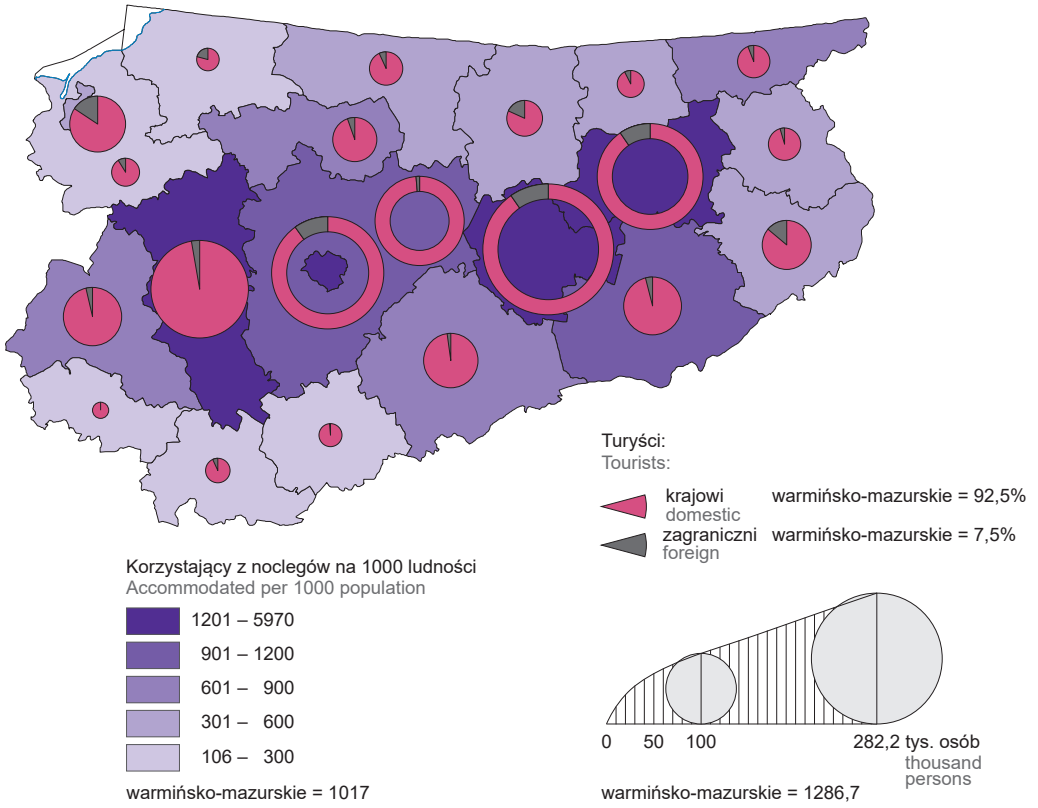 Turyści:
Tourists:
krajowi warmińsko-mazurskie = 92,5%
domestic
zagraniczni warmińsko-mazurskie = 7,5%
foreign
Korzystający z noclegów na 1000 ludności
Accommodated per 1000 population
1201 – 5970
901 – 1200
601 – 900
301 – 600
106 – 300
warmińsko-mazurskie = 1017
0 50 100 282,2 tys. osób
thousand
persons
warmińsko-mazurskie = 1286,7